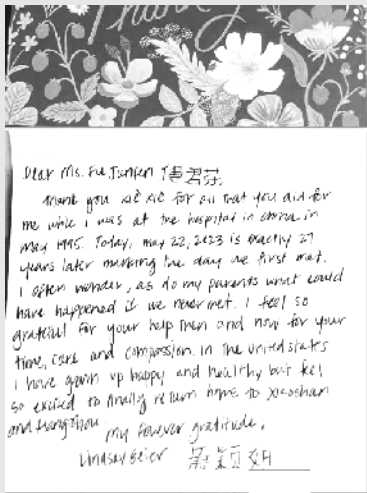 Thank
Dear Ms. Fu, Junfen 傅君芬
Thank you xiè xiè for all that you did for
me while I was at the hospital in China in
May 1995. Today, May 22, 2023 is exactly 27
years later marking the day we first met.
I often wonder, as do my parents what could
have happened if we never met. I feel so
grateful for your help then and now for your
time, care and compassion. In the United States
I have grown up happy and healthy but feel
so excited to finally return home to Xiaoshan
and Hangzhou.
My forever gratitude,
Lindsay Beier